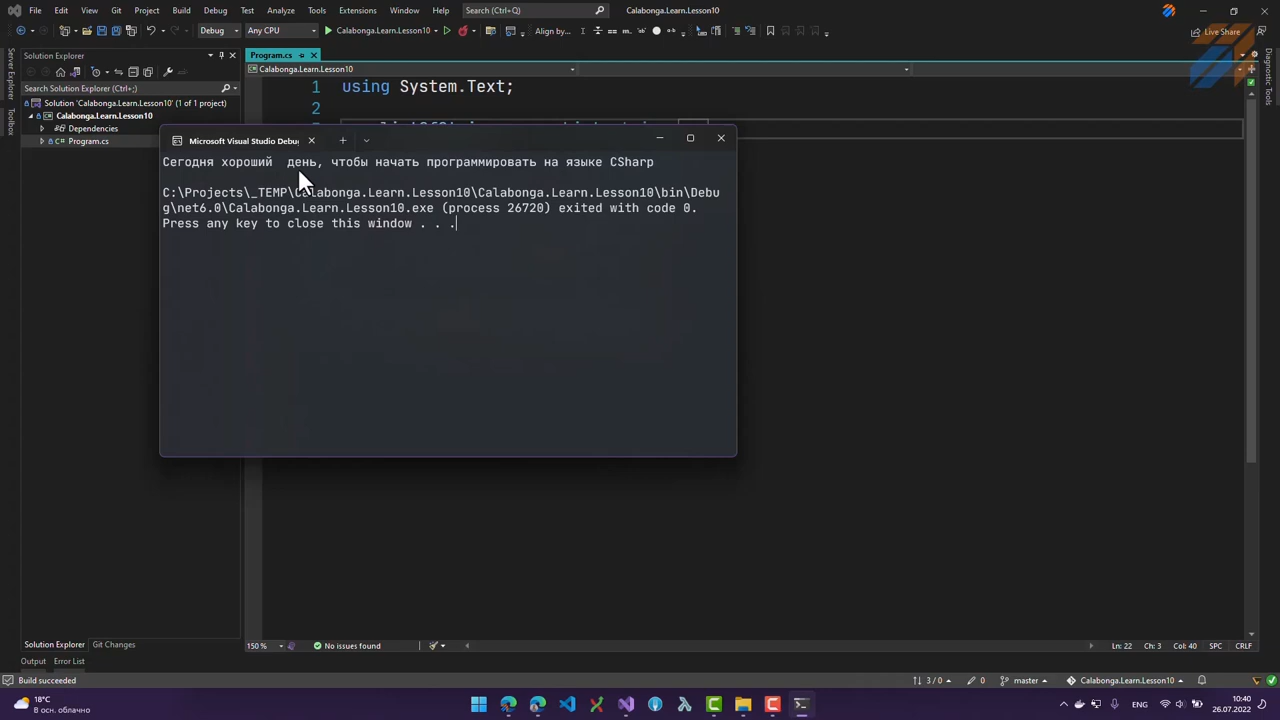 File Edit View Git Project Build Debug Test Analyze Tools Extensions Window Help Search (Ctrl+Q) Calabonga.Learn.Lesson10
Debug Any CPU Calabonga.Learn.Lesson10 Align by... Live Share
Server Explorer
Toolbox
Solution Explorer
Search Solution Explorer (Ctrl+;)
Solution 'Calabonga.Learn.Lesson10' (1 of 1 project)
Calabonga.Learn.Lesson10
Dependencies
C# Program.cs
Program.cs
Calabonga.Learn.Lesson10
1 using System.Text;
2
Microsoft Visual Studio Debug
Сегодня хороший  день, чтобы начать программировать на языке CSharp
C:\Projects\_TEMP\Calabonga.Learn.Lesson10\Calabonga.Learn.Lesson10\bin\Debu
g\net6.0\Calabonga.Learn.Lesson10.exe (process 26720) exited with code 0.
Press any key to close this window . . .
Diagnostic Tools
Solution Explorer Git Changes
150 % No issues found Ln: 22 Ch: 3 Col: 40 SPC CRLF
Output Error List
Build succeeded 3 / 0 0 master Calabonga.Learn.Lesson10
18°C
В осн. облачно
ENG
10:40
26.07.2022